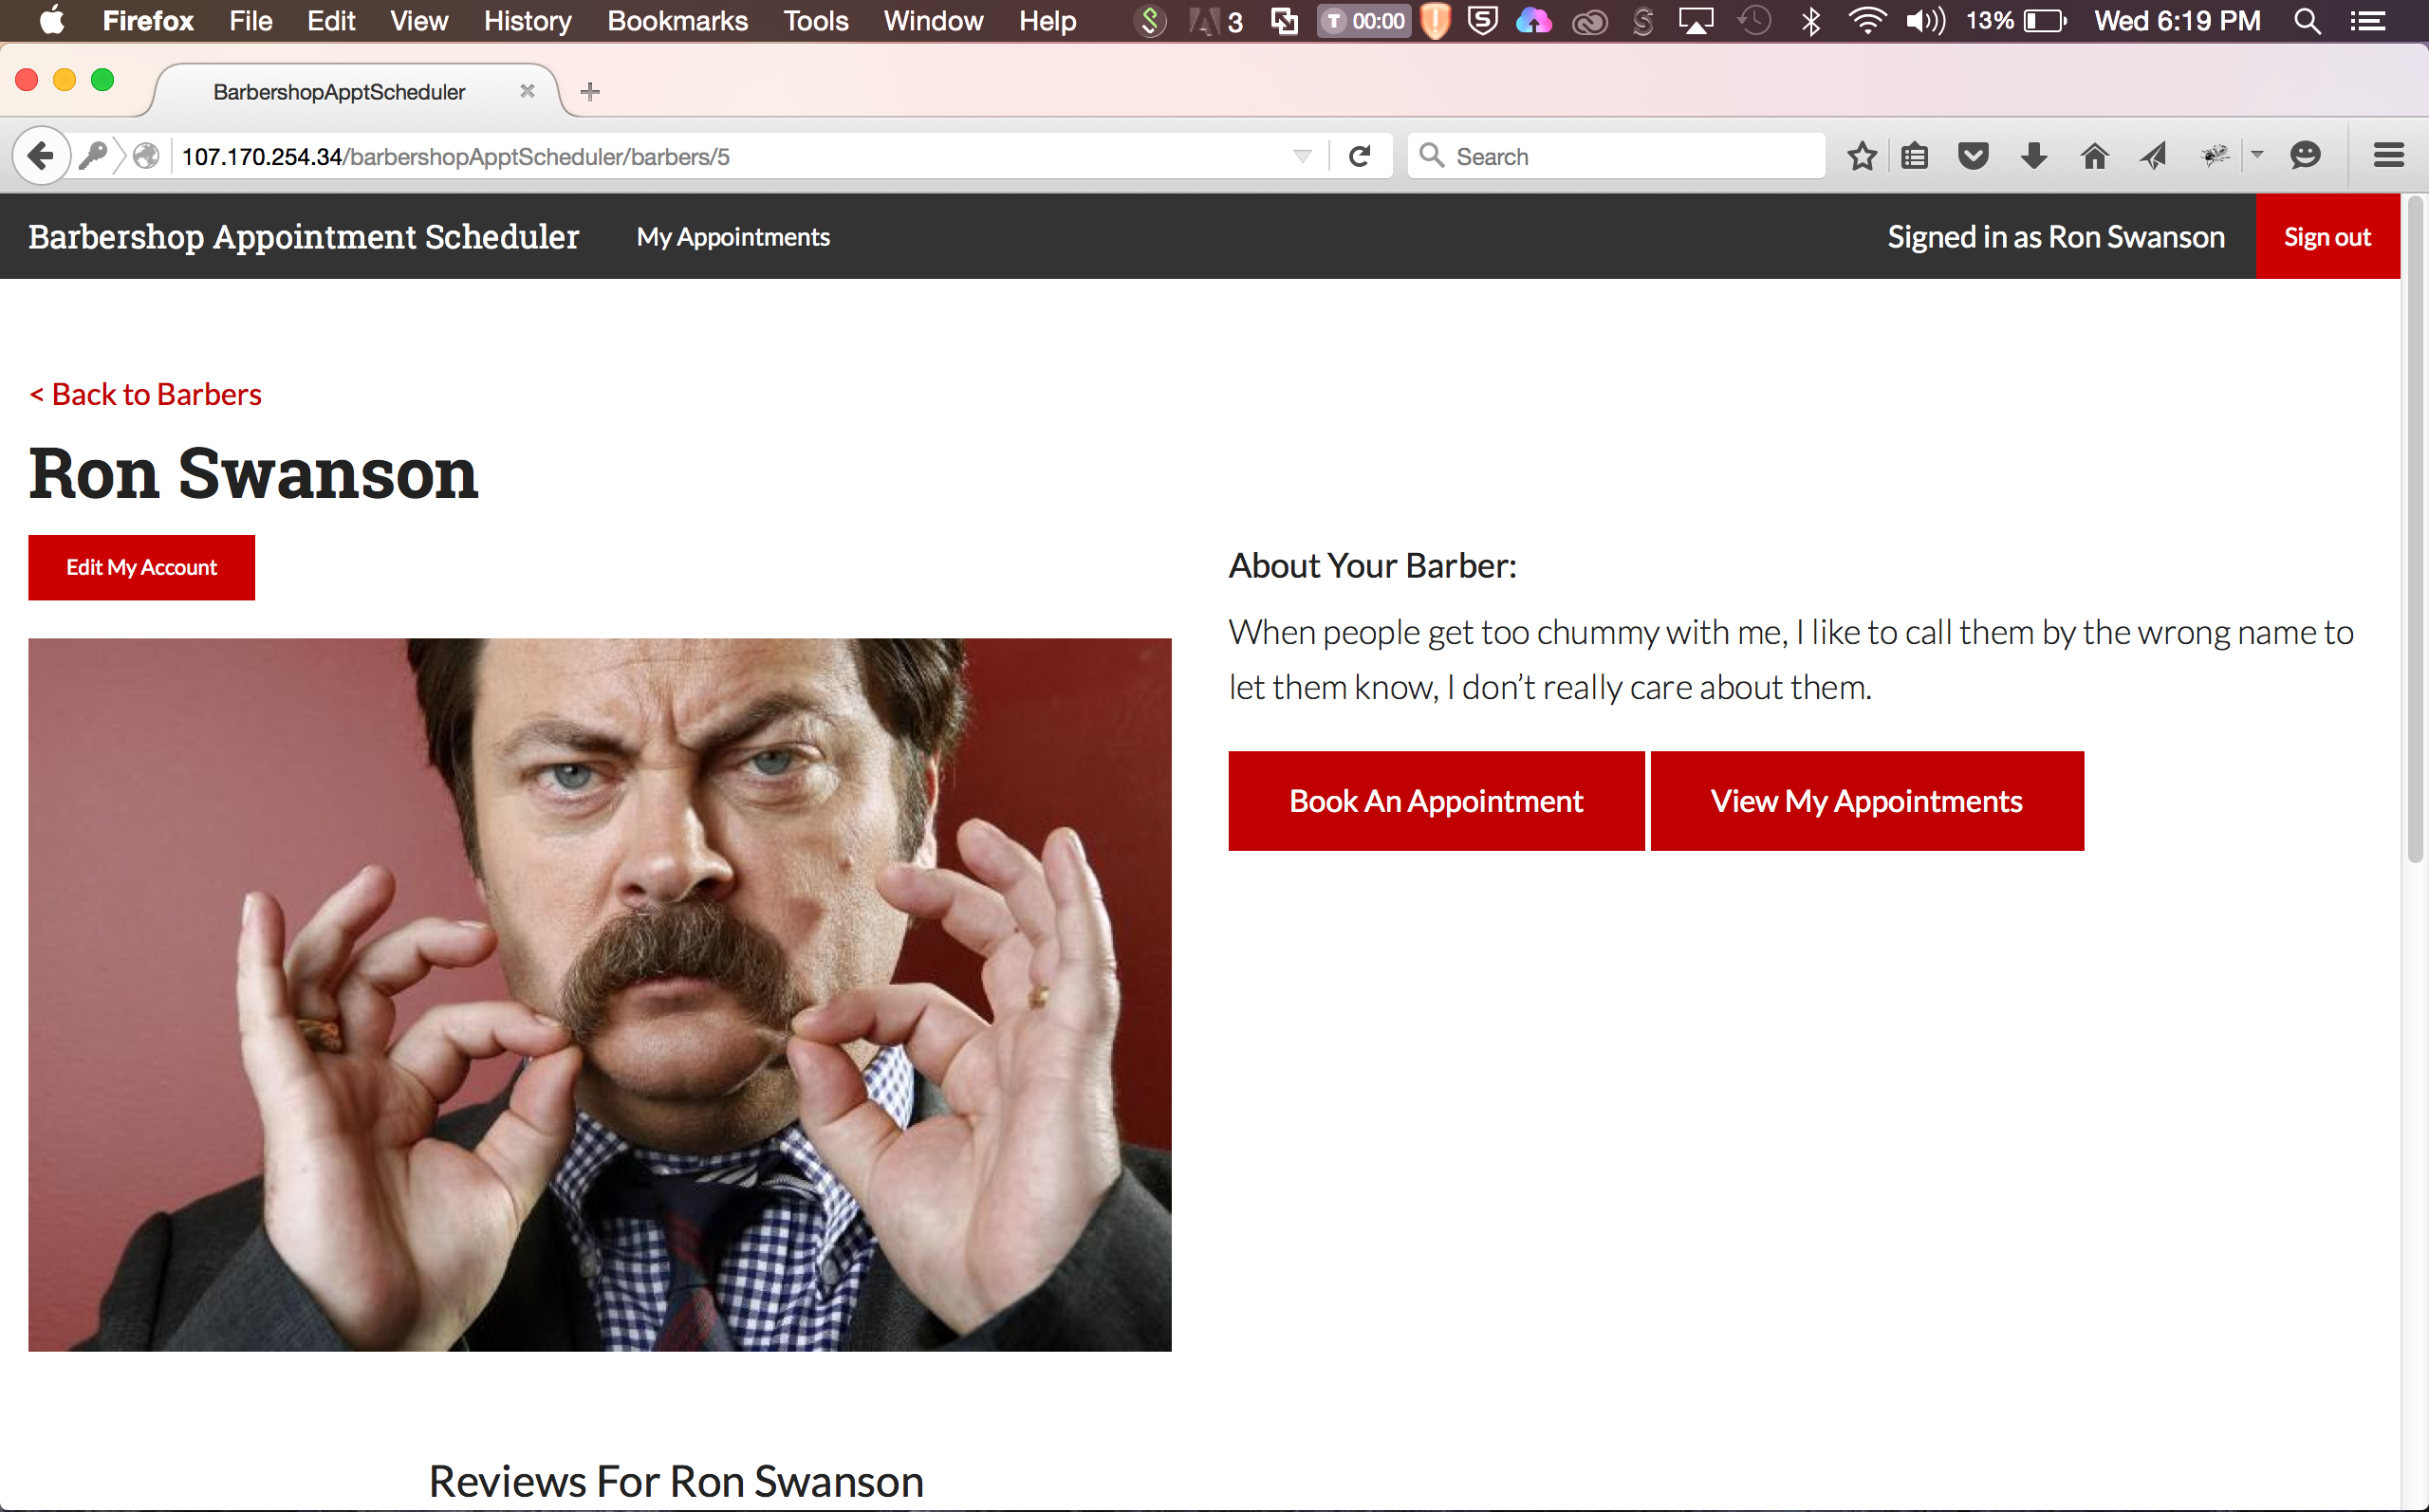 Firefox File Edit View History Bookmarks Tools Window Help 3 T 00:00 S 13% Wed 6:19 PM
BarbershopApptScheduler
107.170.254.34/barbershopApptScheduler/barbers/5 Search
Barbershop Appointment Scheduler My Appointments Signed in as Ron Swanson Sign out
< Back to Barbers
Ron Swanson
Edit My Account
About Your Barber:
When people get too chummy with me, I like to call them by the wrong name to
let them know, I don’t really care about them.
Book An Appointment View My Appointments
Reviews For Ron Swanson